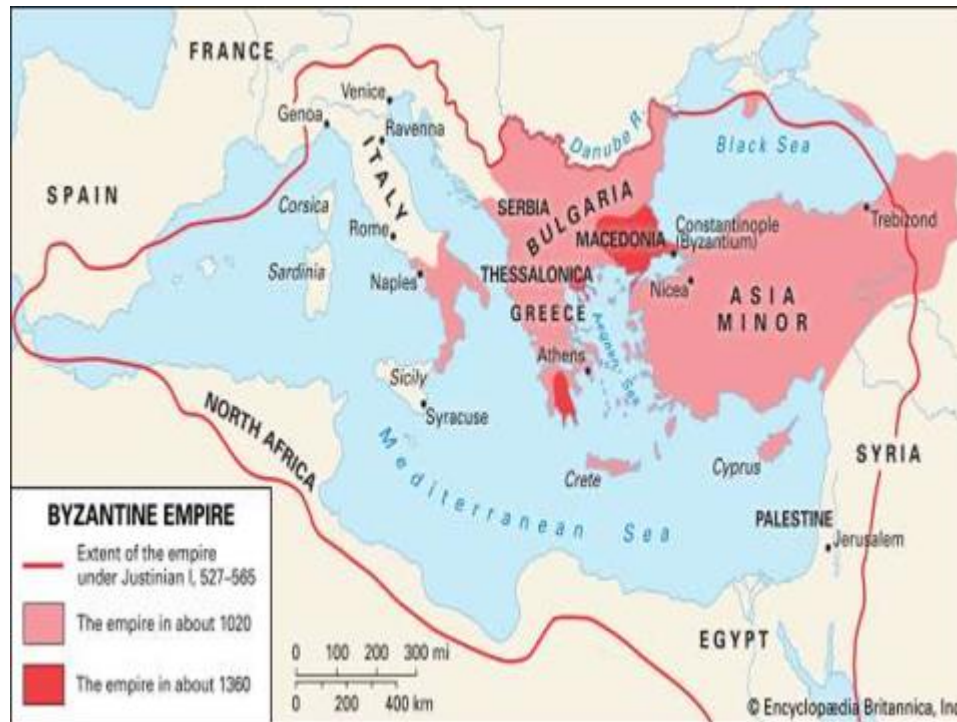 FRANCE
Venice
Genoa
Ravenna
Danube R.
Black Sea
ITALY
SPAIN
Corsica
SERBIA
BULGARIA
Constantinople
(Byzantium)
Trebizond
Rome
MACEDONIA
Sardinia
Naples
THESSALONICA
Nicea
ASIA
MINOR
GREECE
Aegean Sea
Athens
Sicily
Syracuse
NORTH AFRICA
Mediterranean Sea
Crete
Cyprus
SYRIA
PALESTINE
Jerusalem
EGYPT
BYZANTINE EMPIRE
Extent of the empire
under Justinian I, 527–565
The empire in about 1020
The empire in about 1360
0 100 200 300 mi
0 200 400 km
© Encyclopædia Britannica, Inc